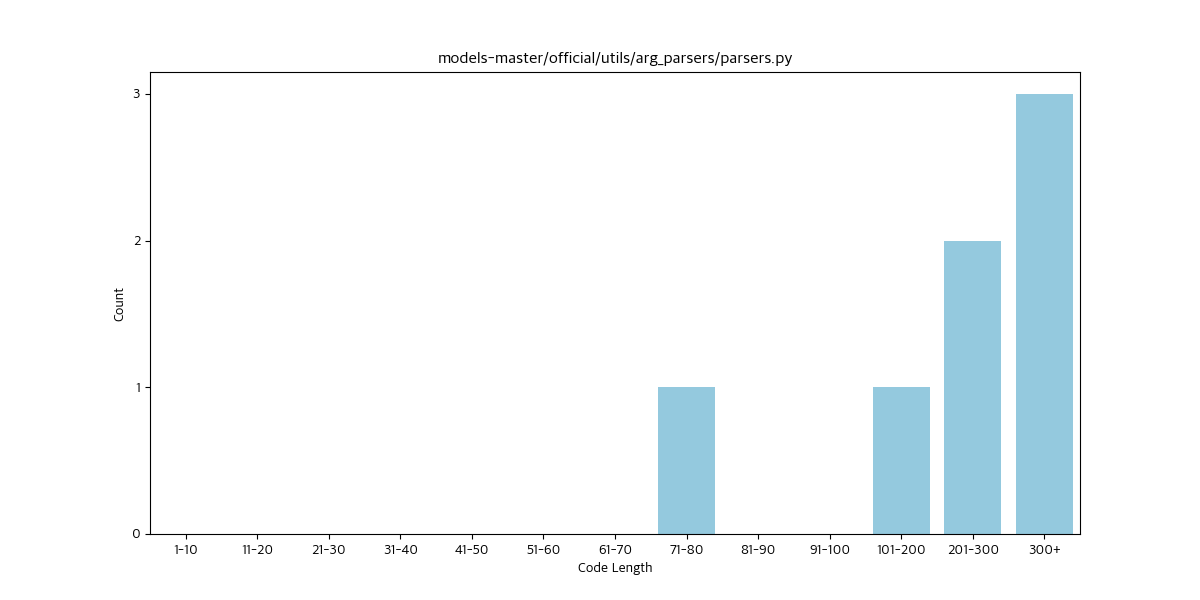 models-master/official/utils/arg_parsers/parsers.py
3
2
1
0
Count
1-10 11-20 21-30 31-40 41-50 51-60 61-70 71-80 81-90 91-100 101-200 201-300 300+
Code Length